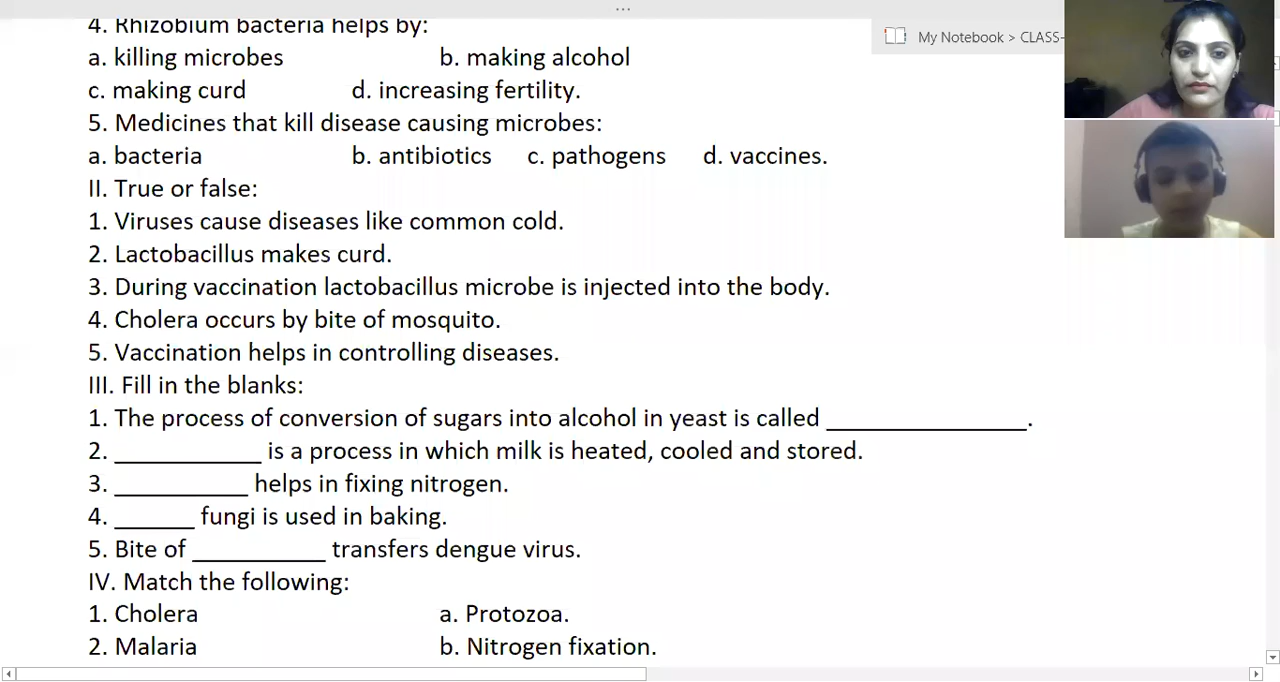 ...
4. Rhizobium bacteria helps by:
My Notebook > CLASS-
a. killing microbes b. making alcohol
c. making curd d. increasing fertility.
5. Medicines that kill disease causing microbes:
a. bacteria b. antibiotics c. pathogens d. vaccines.
II. True or false:
1. Viruses cause diseases like common cold.
2. Lactobacillus makes curd.
3. During vaccination lactobacillus microbe is injected into the body.
4. Cholera occurs by bite of mosquito.
5. Vaccination helps in controlling diseases.
III. Fill in the blanks:
1. The process of conversion of sugars into alcohol in yeast is called _______________.
2. ___________ is a process in which milk is heated, cooled and stored.
3. __________ helps in fixing nitrogen.
4. ______ fungi is used in baking.
5. Bite of __________ transfers dengue virus.
IV. Match the following:
1. Cholera a. Protozoa.
2. Malaria b. Nitrogen fixation.